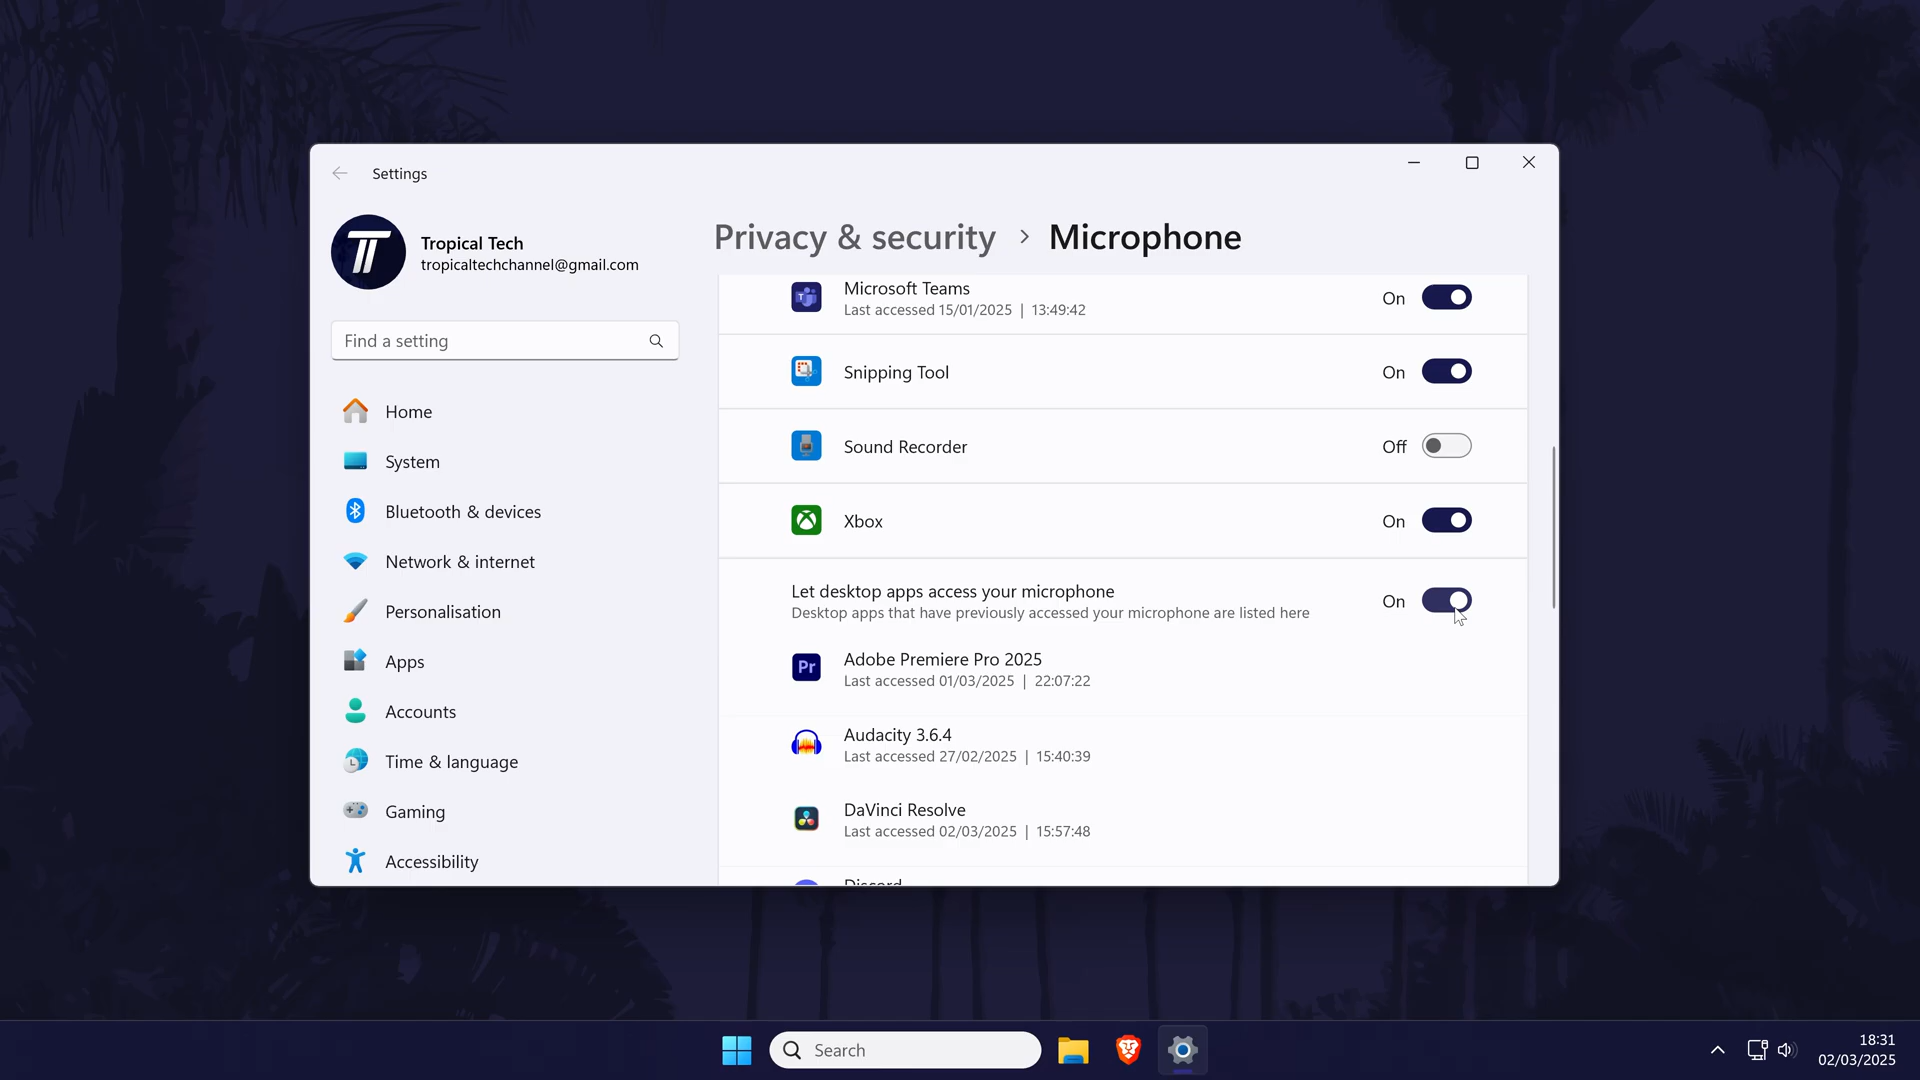 Settings
Tropical Tech
tropicaltechchannel@gmail.com
Find a setting
Home
System
Bluetooth & devices
Network & internet
Personalisation
Apps
Accounts
Time & language
Gaming
Accessibility
Privacy & security > Microphone
Microsoft Teams
Last accessed 15/01/2025 | 13:49:42
On
Snipping Tool
On
Sound Recorder
Off
Xbox
On
Let desktop apps access your microphone
Desktop apps that have previously accessed your microphone are listed here
On
Pr
Adobe Premiere Pro 2025
Last accessed 01/03/2025 | 22:07:22
Audacity 3.6.4
Last accessed 27/02/2025 | 15:40:39
DaVinci Resolve
Last accessed 02/03/2025 | 15:57:48
Discord
Search
18:31
02/03/2025